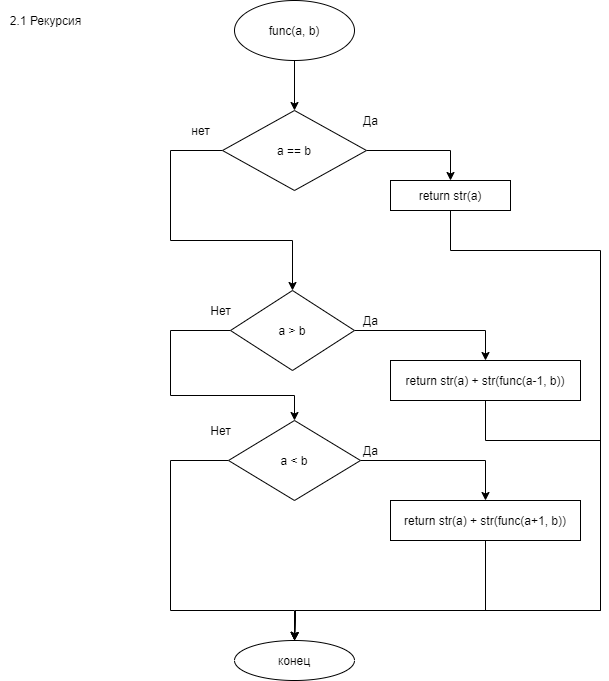 2.1 Рекурсия
func(a, b)
нет
Да
a == b
return str(a)
Нет
Да
a > b
return str(a) + str(func(a-1, b))
Нет
Да
a < b
return str(a) + str(func(a+1, b))
конец